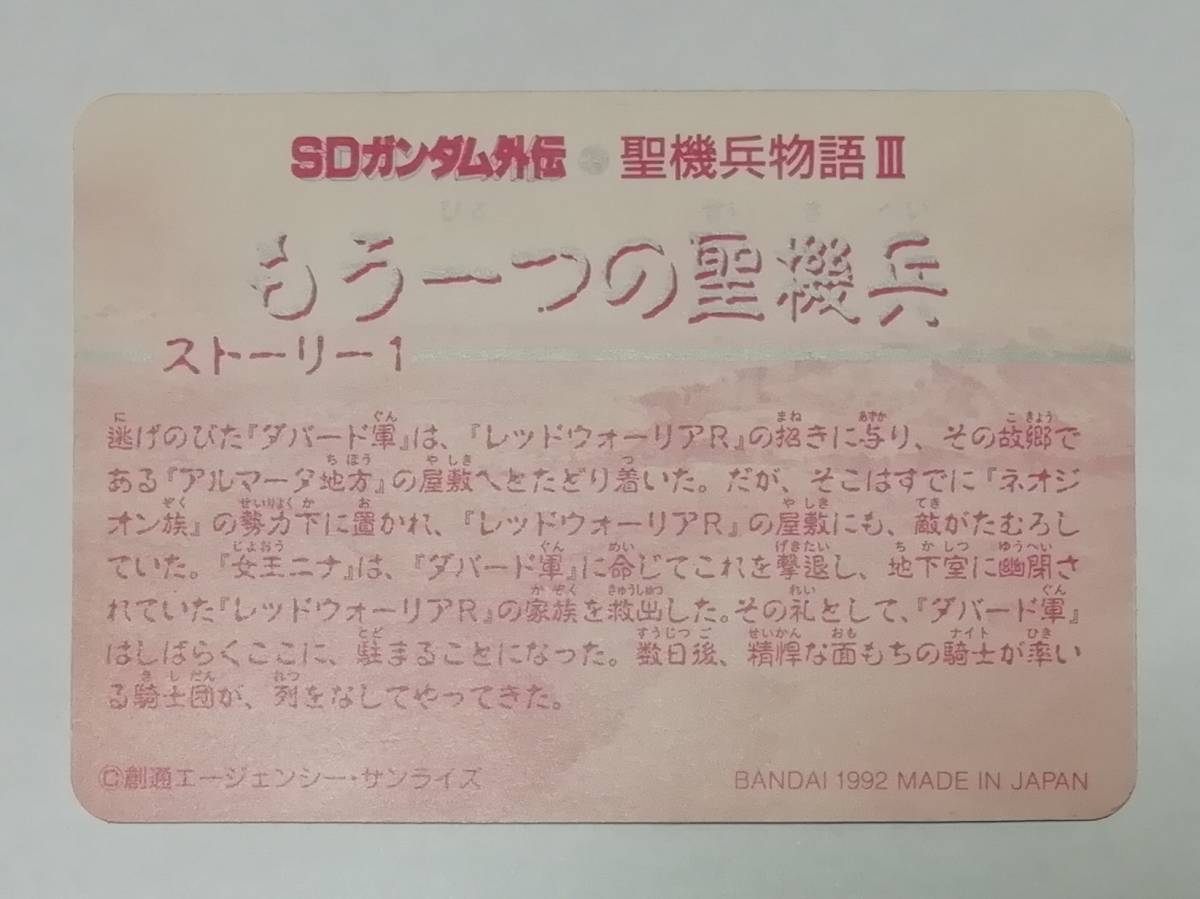 SDガンダム外伝・聖機兵物語Ⅲ
もう一つの聖機兵
ストーリー1
逃げのびた『ダバード軍』は、『レッドウォーリアR』の招きに与り、その故郷で
ある『アルマータ地方』の屋敷へとたどり着いた。だが、そこはすでに『ネオジ
オン族』の勢力下に置かれ、『レッドウォーリアR』の屋敷にも、敵がたむろし
ていた。『女王ニナ』は、『ダバード軍』に命じてこれを撃退し、地下室に幽閉さ
れていた『レッドウォーリアR』の家族を救出した。その礼として、『ダバード軍』
はしばらくここに、駐まることになった。数日後、精悍な面もちの騎士が率い
る騎士団が、列をなしてやってきた。
©創通エージェンシー・サンライズ
BANDAI 1992 MADE IN JAPAN